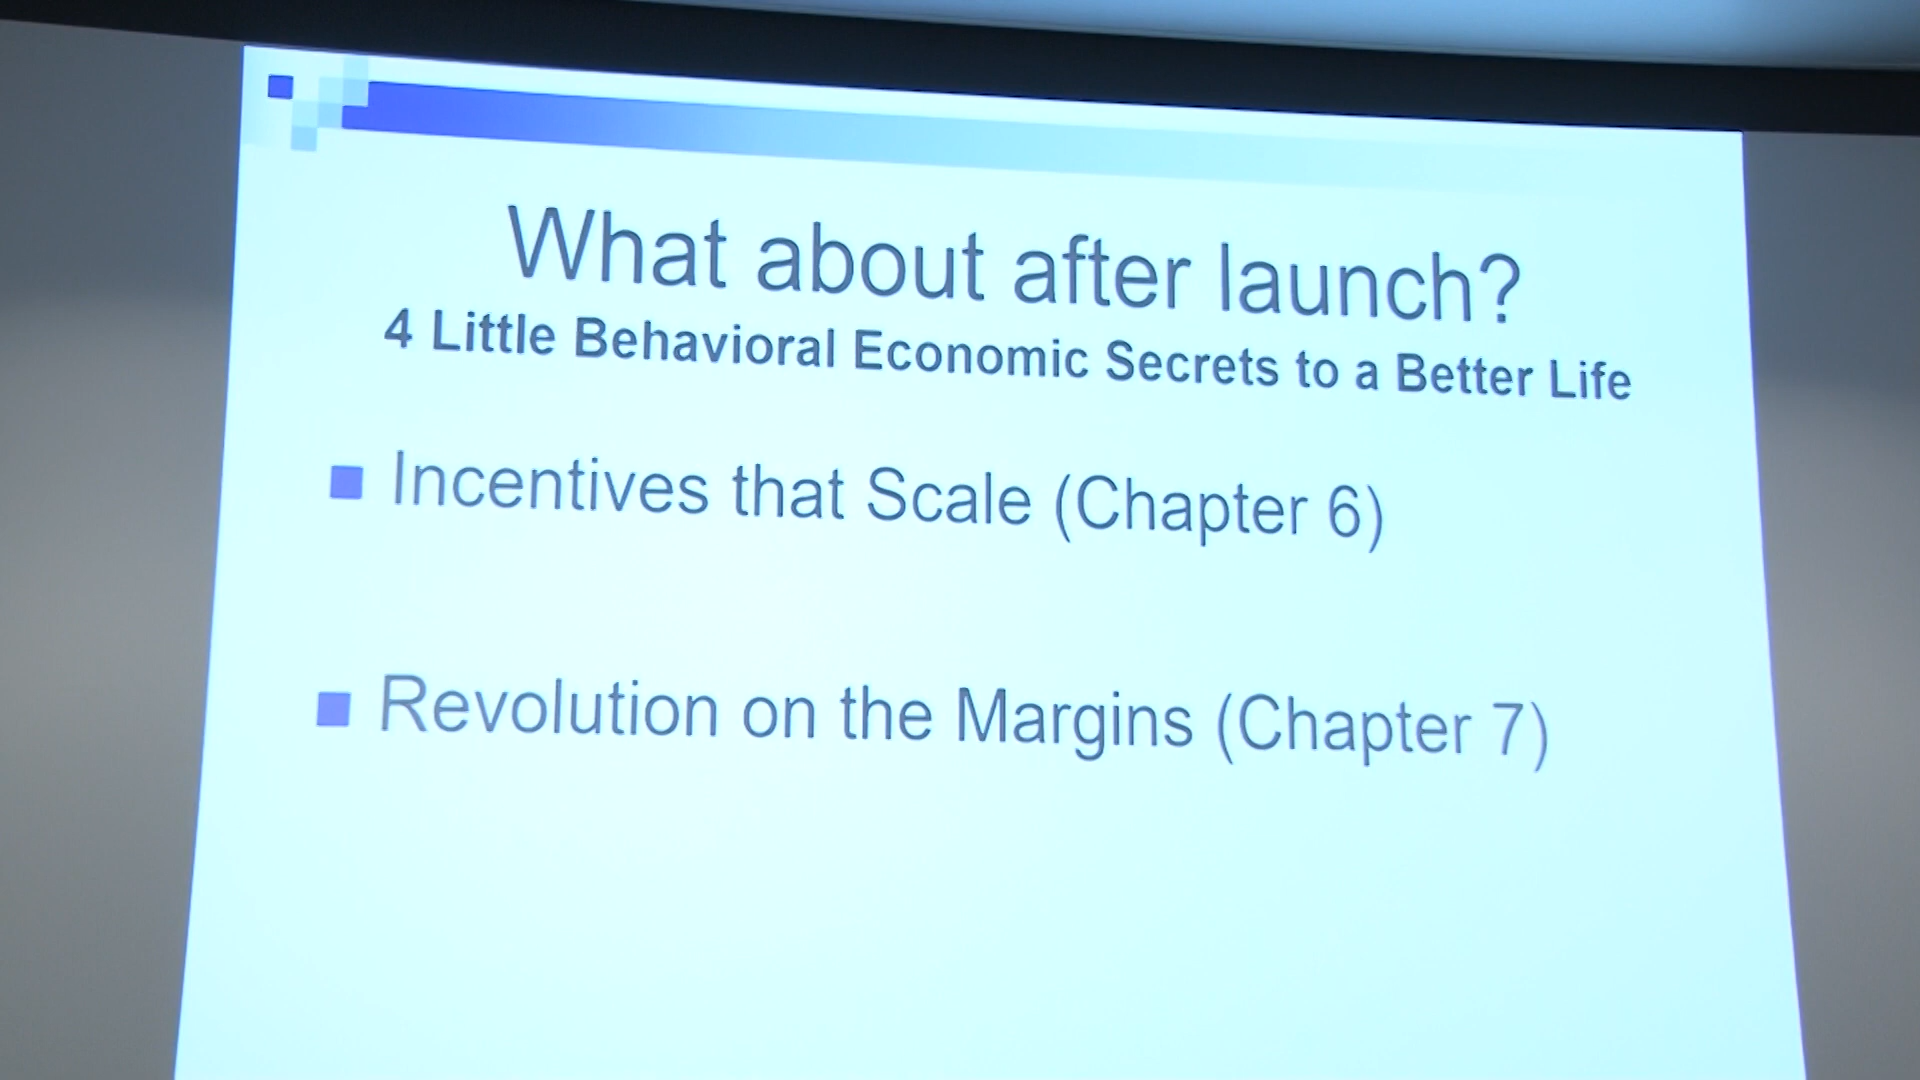 What about after launch?
4 Little Behavioral Economic Secrets to a Better Life
Incentives that Scale (Chapter 6)
Revolution on the Margins (Chapter 7)